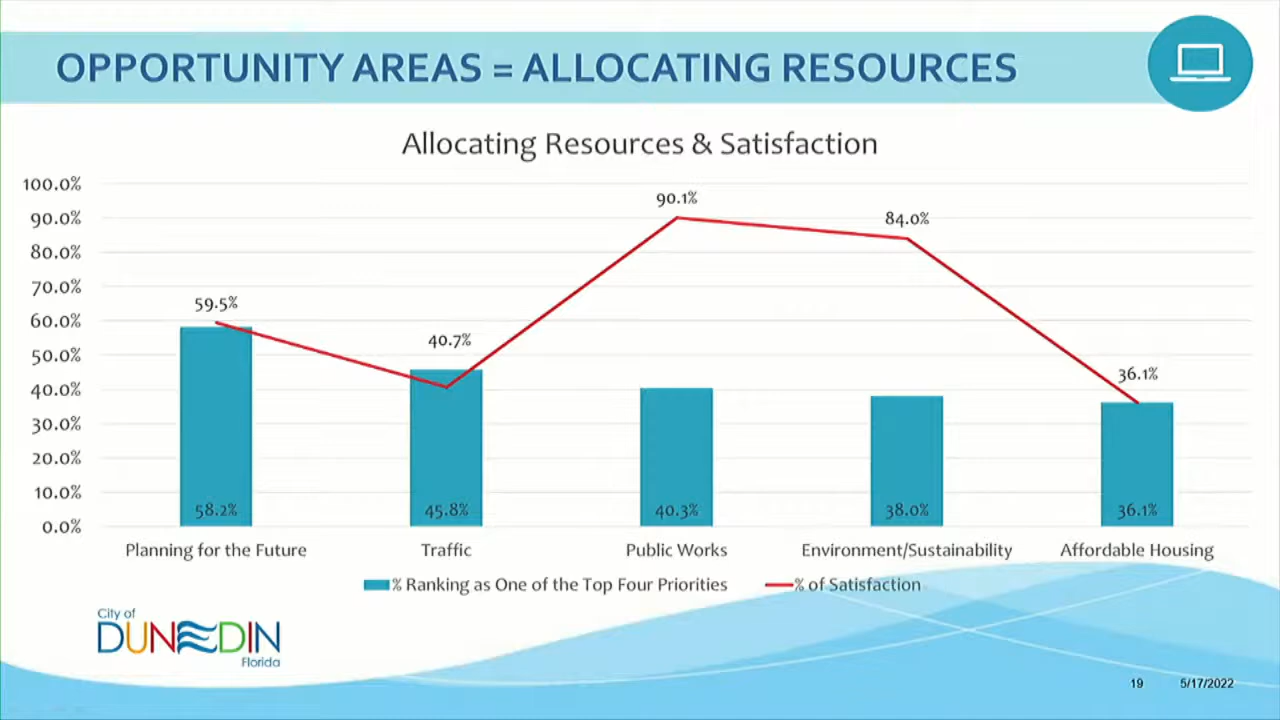 OPPORTUNITY AREAS = ALLOCATING RESOURCES
Allocating Resources & Satisfaction
100.0%
90.0%
80.0%
70.0%
60.0%
50.0%
40.0%
30.0%
20.0%
10.0%
0.0%
59.5%
40.7%
90.1%
84.0%
36.1%
58.2%
45.8%
40.3%
38.0%
36.1%
Planning for the Future
Traffic
Public Works
Environment/Sustainability
Affordable Housing
% Ranking as One of the Top Four Priorities
% of Satisfaction
City of
DUNEDIN
Florida
19
5/17/2022